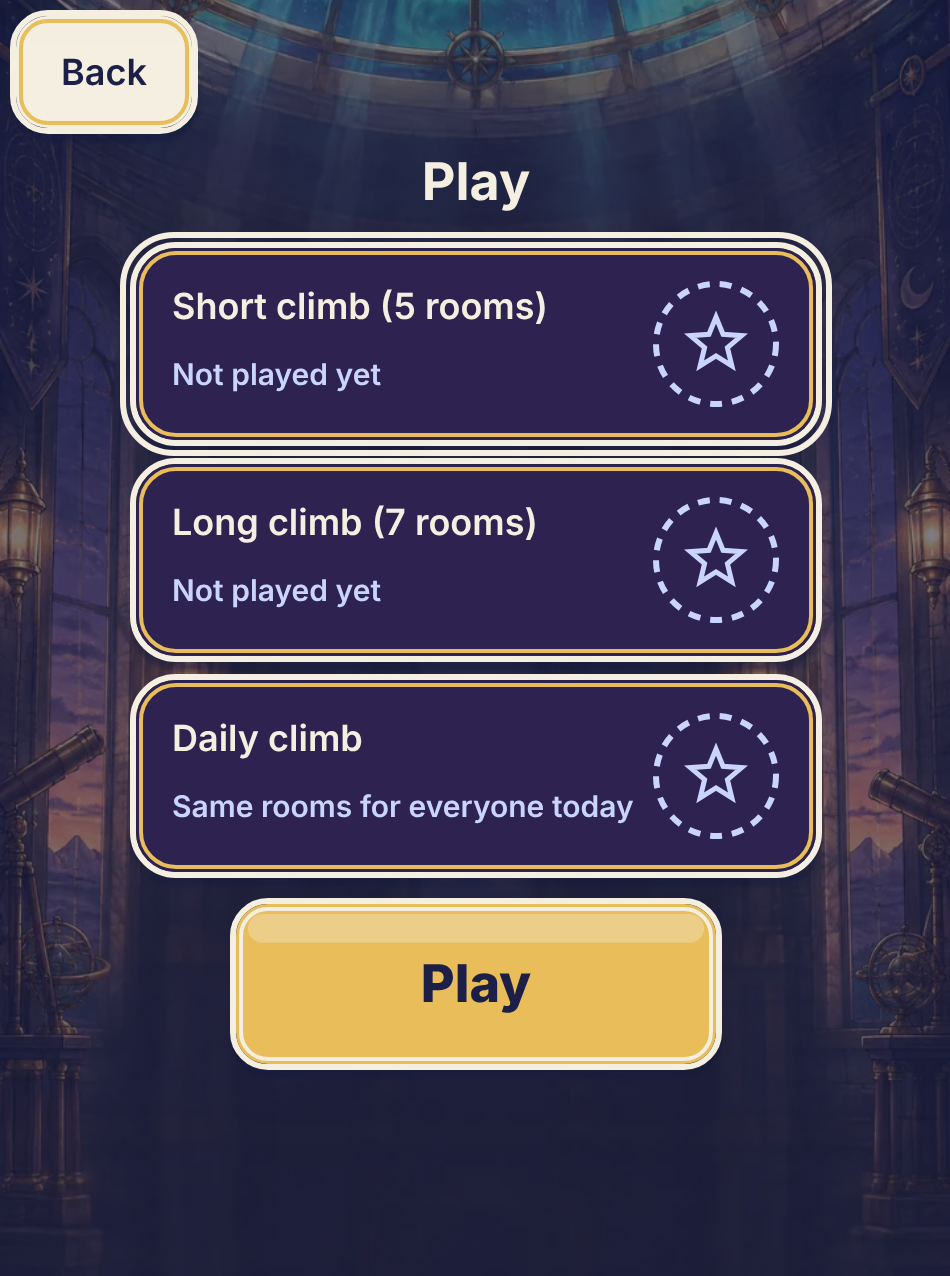 Back
Play
Short climb (5 rooms)
Not played yet
Long climb (7 rooms)
Not played yet
Daily climb
Same rooms for everyone today
Play